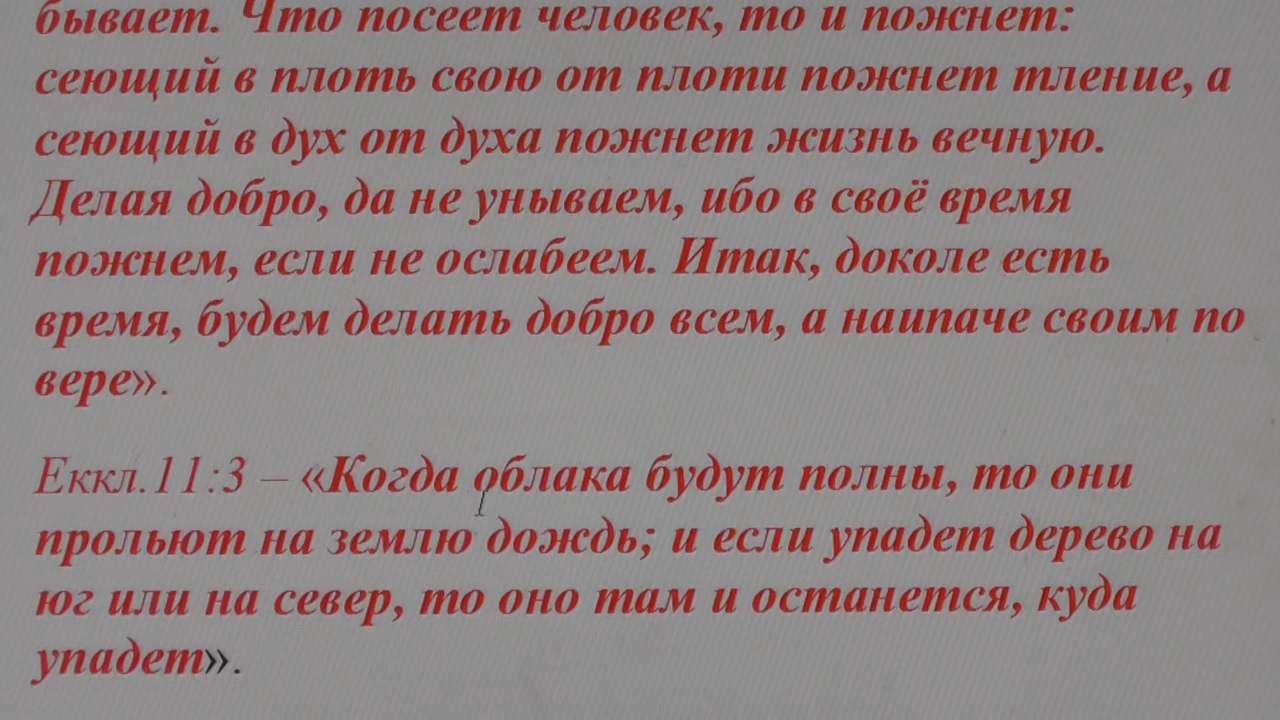 бывает. Что посеет человек, то и пожнет:
сеющий в плоть свою от плоти пожнет тление, а
сеющий в дух от духа пожнет жизнь вечную.
Делая добро, да не унываем, ибо в своё время
пожнем, если не ослабеем. Итак, доколе есть
время, будем делать добро всем, а наипаче своим по
вере».
Еккл.11:3 – «Когда облака будут полны, то они
прольют на землю дождь; и если упадет дерево на
юг или на север, то оно там и останется, куда
упадет».